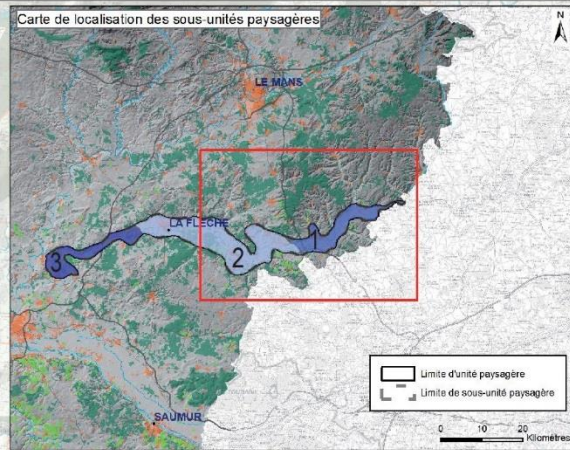 Carte de localisation des sous-unités paysagères
N
LE MANS
LA FLECHE
1
2
3
SAUMUR
Limite d'unité paysagère
Limite de sous-unité paysagère
0 10 20
Kilomètres